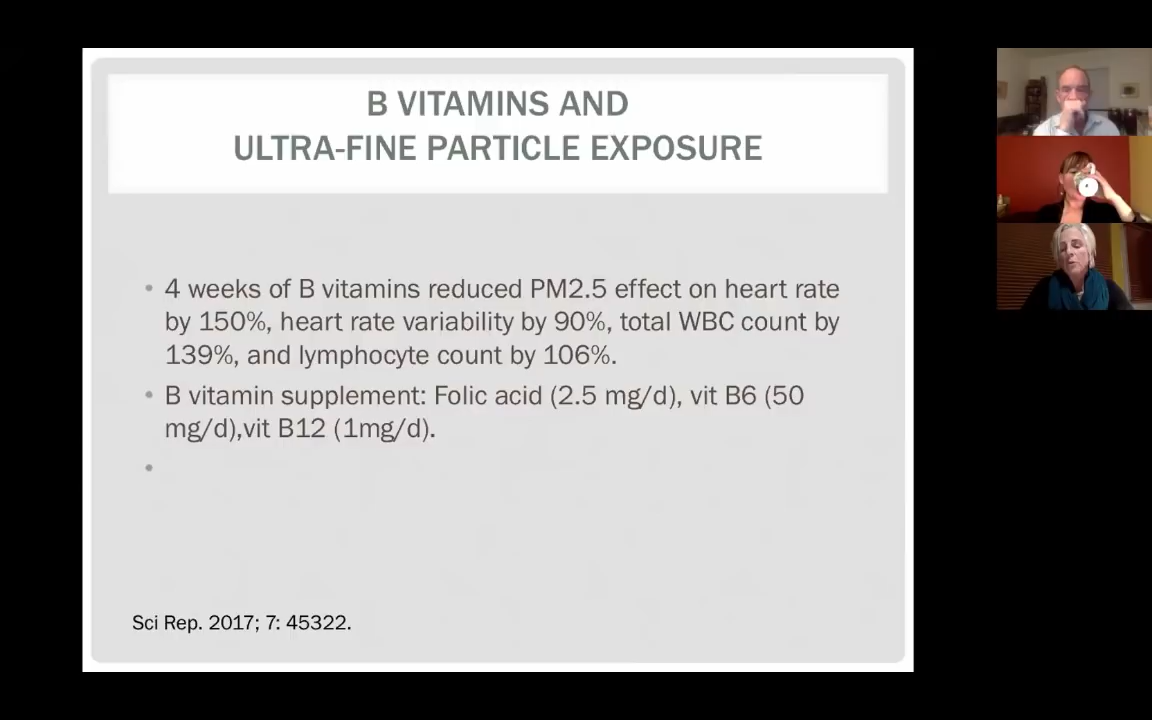 B VITAMINS AND
ULTRA-FINE PARTICLE EXPOSURE
• 4 weeks of B vitamins reduced PM2.5 effect on heart rate
by 150%, heart rate variability by 90%, total WBC count by
139%, and lymphocyte count by 106%.
• B vitamin supplement: Folic acid (2.5 mg/d), vit B6 (50
mg/d),vit B12 (1mg/d).
•
Sci Rep. 2017; 7: 45322.